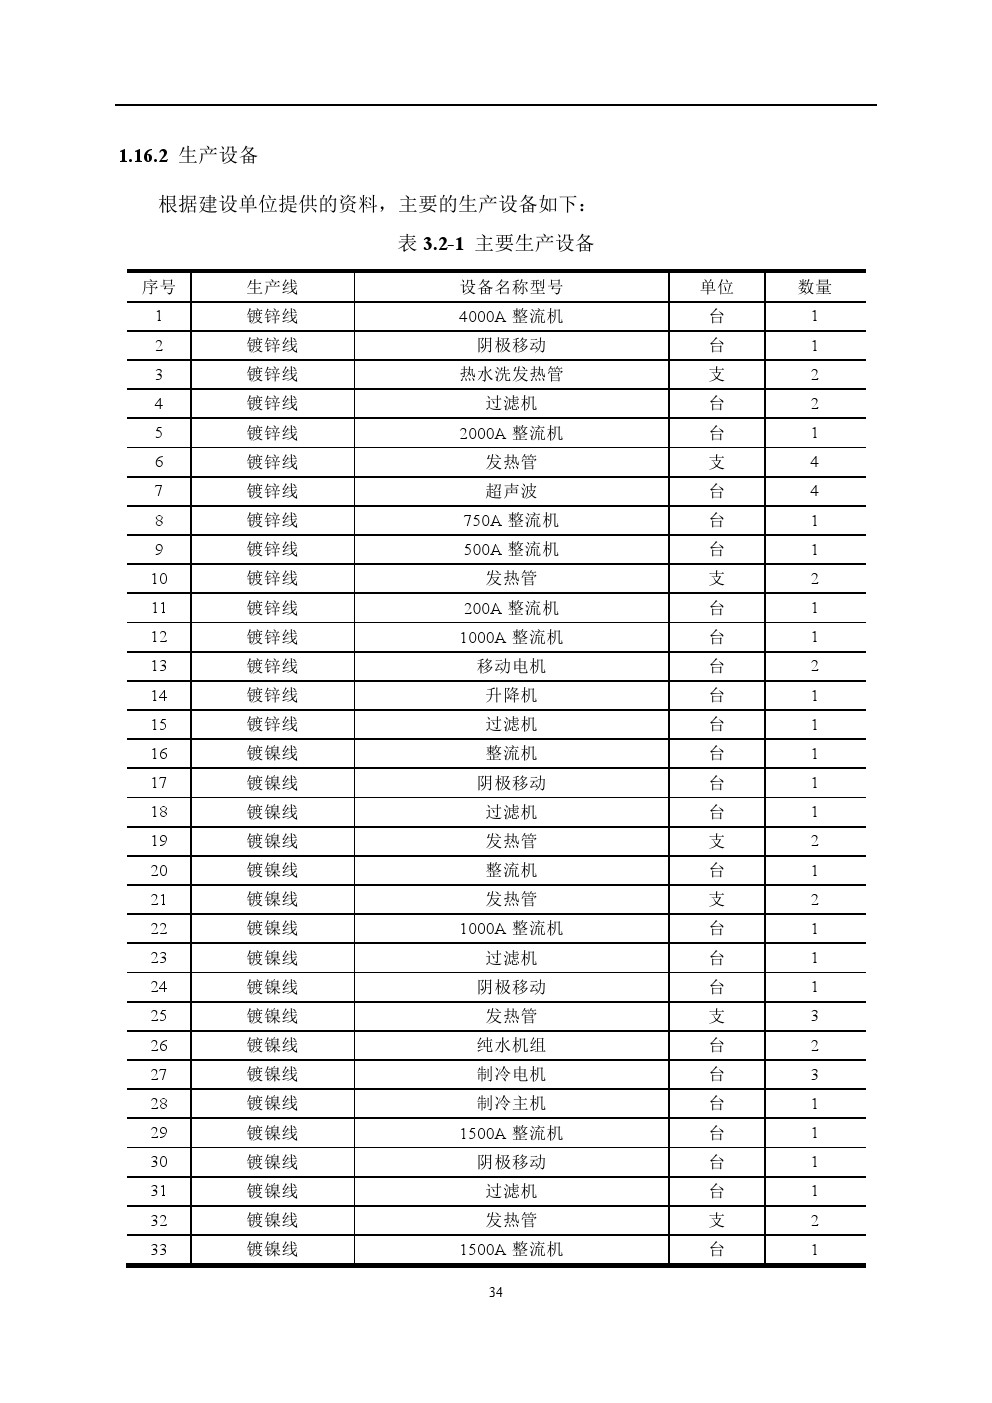 1.16.2 生产设备
根据建设单位提供的资料，主要的生产设备如下：
表 3.2-1 主要生产设备
序号 生产线 设备名称型号 单位 数量
1 镀锌线 4000A 整流机 台 1
2 镀锌线 阴极移动 台 1
3 镀锌线 热水洗发热管 支 2
4 镀锌线 过滤机 台 2
5 镀锌线 2000A 整流机 台 1
6 镀锌线 发热管 支 4
7 镀锌线 超声波 台 4
8 镀锌线 750A 整流机 台 1
9 镀锌线 500A 整流机 台 1
10 镀锌线 发热管 支 2
11 镀锌线 200A 整流机 台 1
12 镀锌线 1000A 整流机 台 1
13 镀锌线 移动电机 台 2
14 镀锌线 升降机 台 1
15 镀锌线 过滤机 台 1
16 镀镍线 整流机 台 1
17 镀镍线 阴极移动 台 1
18 镀镍线 过滤机 台 1
19 镀镍线 发热管 支 2
20 镀镍线 整流机 台 1
21 镀镍线 发热管 支 2
22 镀镍线 1000A 整流机 台 1
23 镀镍线 过滤机 台 1
24 镀镍线 阴极移动 台 1
25 镀镍线 发热管 支 3
26 镀镍线 纯水机组 台 2
27 镀镍线 制冷电机 台 3
28 镀镍线 制冷主机 台 1
29 镀镍线 1500A 整流机 台 1
30 镀镍线 阴极移动 台 1
31 镀镍线 过滤机 台 1
32 镀镍线 发热管 支 2
33 镀镍线 1500A 整流机 台 1
34